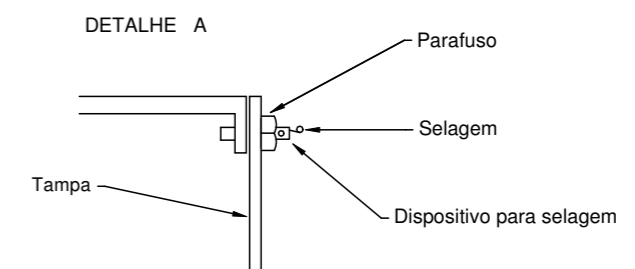 DETALHE A
Parafuso
Selagem
Tampa
Dispositivo para selagem